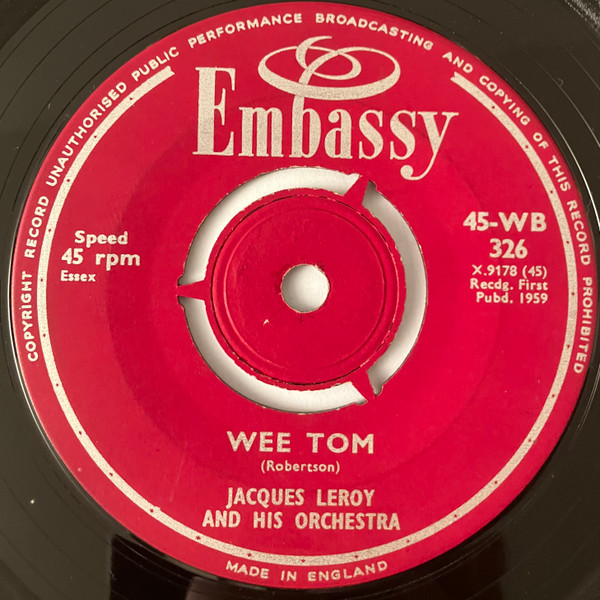 COPYRIGHT RECORD UNAUTHORISED PUBLIC PERFORMANCE BROADCASTING AND COPYING OF THIS RECORD PROHIBITED
Embassy
Speed
45 rpm
Essex
45-WB
326
X.9178 (45)
Recdg. First
Pubd. 1959
WEE TOM
(Robertson)
JACQUES LEROY
AND HIS ORCHESTRA
MADE IN ENGLAND